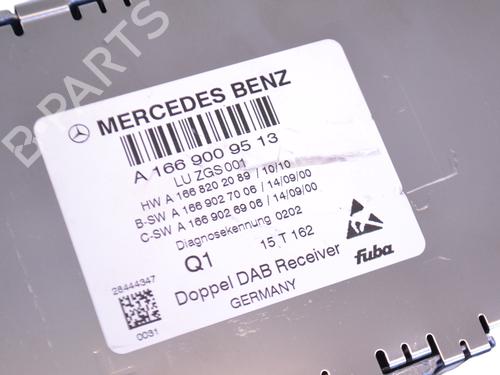 B-PARTS
MERCEDES BENZ
A 166 900 95 13
LU ZGS 001
HW A 166 820 20 89 / 10/10
B-SW A 166 902 70 06 / 14/09/00
C-SW A 166 902 69 06 / 14/09/00
Diagnosekennung 0202
Q1 15 T 162
28444347
0031
Doppel DAB Receiver
GERMANY
fuba